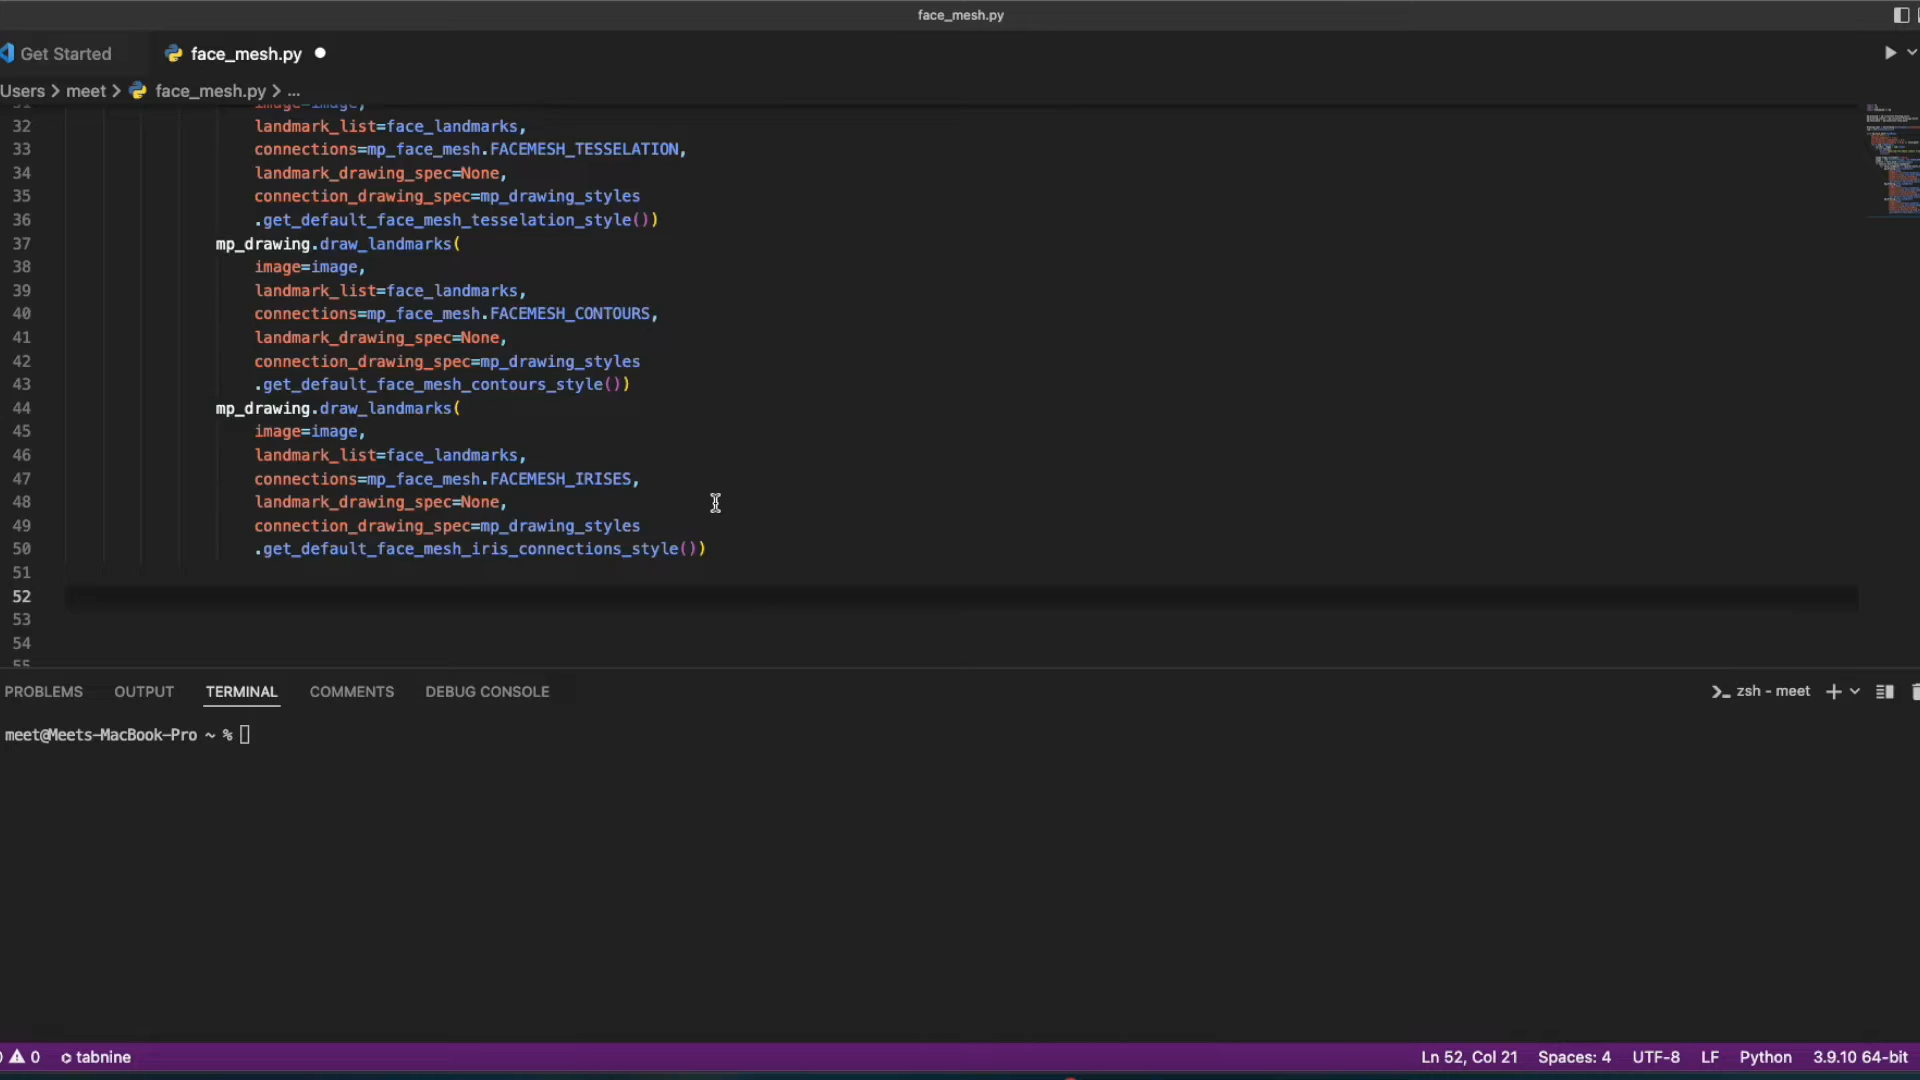 face_mesh.py
Get Started
face_mesh.py
Users > meet > face_mesh.py > ...
31 image=image,
32 landmark_list=face_landmarks,
33 connections=mp_face_mesh.FACEMESH_TESSELATION,
34 landmark_drawing_spec=None,
35 connection_drawing_spec=mp_drawing_styles
36 .get_default_face_mesh_tesselation_style())
37 mp_drawing.draw_landmarks(
38 image=image,
39 landmark_list=face_landmarks,
40 connections=mp_face_mesh.FACEMESH_CONTOURS,
41 landmark_drawing_spec=None,
42 connection_drawing_spec=mp_drawing_styles
43 .get_default_face_mesh_contours_style())
44 mp_drawing.draw_landmarks(
45 image=image,
46 landmark_list=face_landmarks,
47 connections=mp_face_mesh.FACEMESH_IRISES,
48 landmark_drawing_spec=None,
49 connection_drawing_spec=mp_drawing_styles
50 .get_default_face_mesh_iris_connections_style())
51
52
53
54
55
PROBLEMS OUTPUT TERMINAL COMMENTS DEBUG CONSOLE zsh - meet
meet@Meets-MacBook-Pro ~ %
0 tabnine Ln 52, Col 21 Spaces: 4 UTF-8 LF Python 3.9.10 64-bit